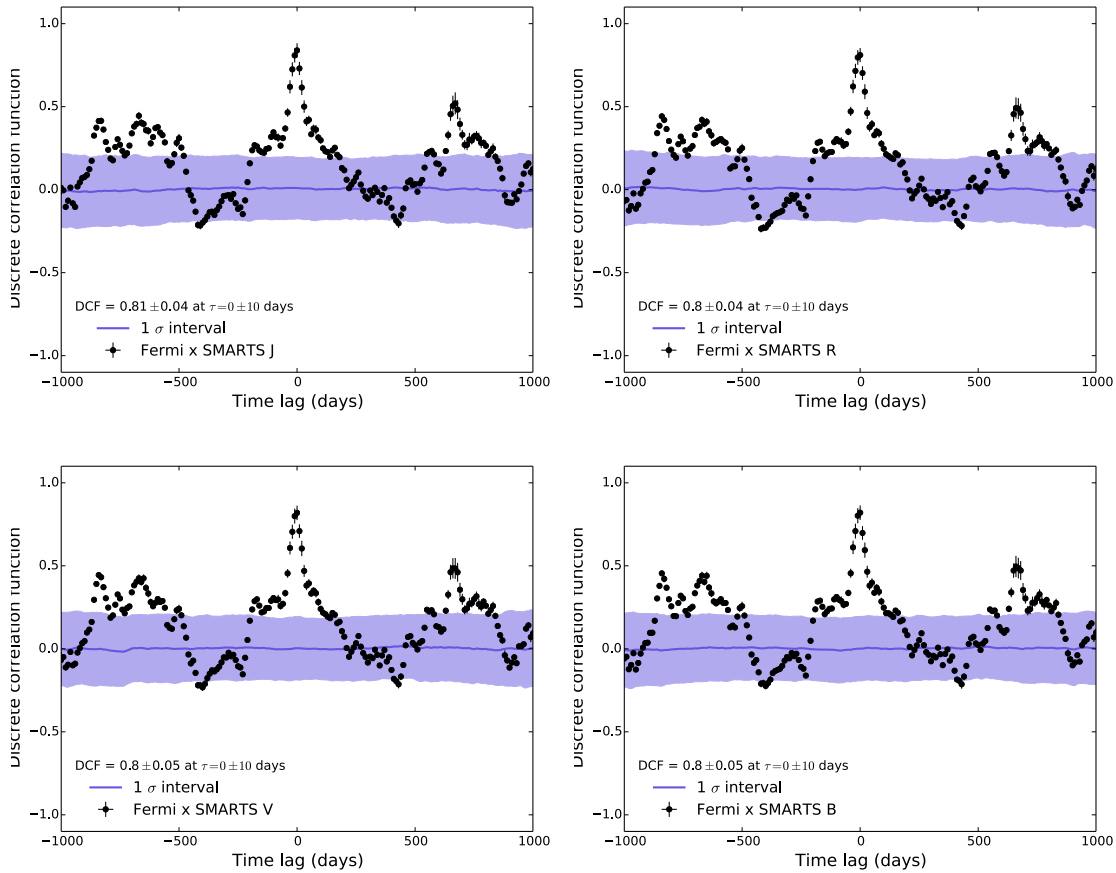 1.0
0.5
0.0
−0.5
−1.0
Discrete correlation function
DCF = 0.81±0.04 at τ=0±10 days
1 σ interval
Fermi x SMARTS J
−1000 −500 0 500 1000
Time lag (days)
1.0
0.5
0.0
−0.5
−1.0
Discrete correlation function
DCF = 0.8±0.04 at τ=0±10 days
1 σ interval
Fermi x SMARTS R
−1000 −500 0 500 1000
Time lag (days)
1.0
0.5
0.0
−0.5
−1.0
Discrete correlation function
DCF = 0.8±0.05 at τ=0±10 days
1 σ interval
Fermi x SMARTS V
−1000 −500 0 500 1000
Time lag (days)
1.0
0.5
0.0
−0.5
−1.0
Discrete correlation function
DCF = 0.8±0.05 at τ=0±10 days
1 σ interval
Fermi x SMARTS B
−1000 −500 0 500 1000
Time lag (days)